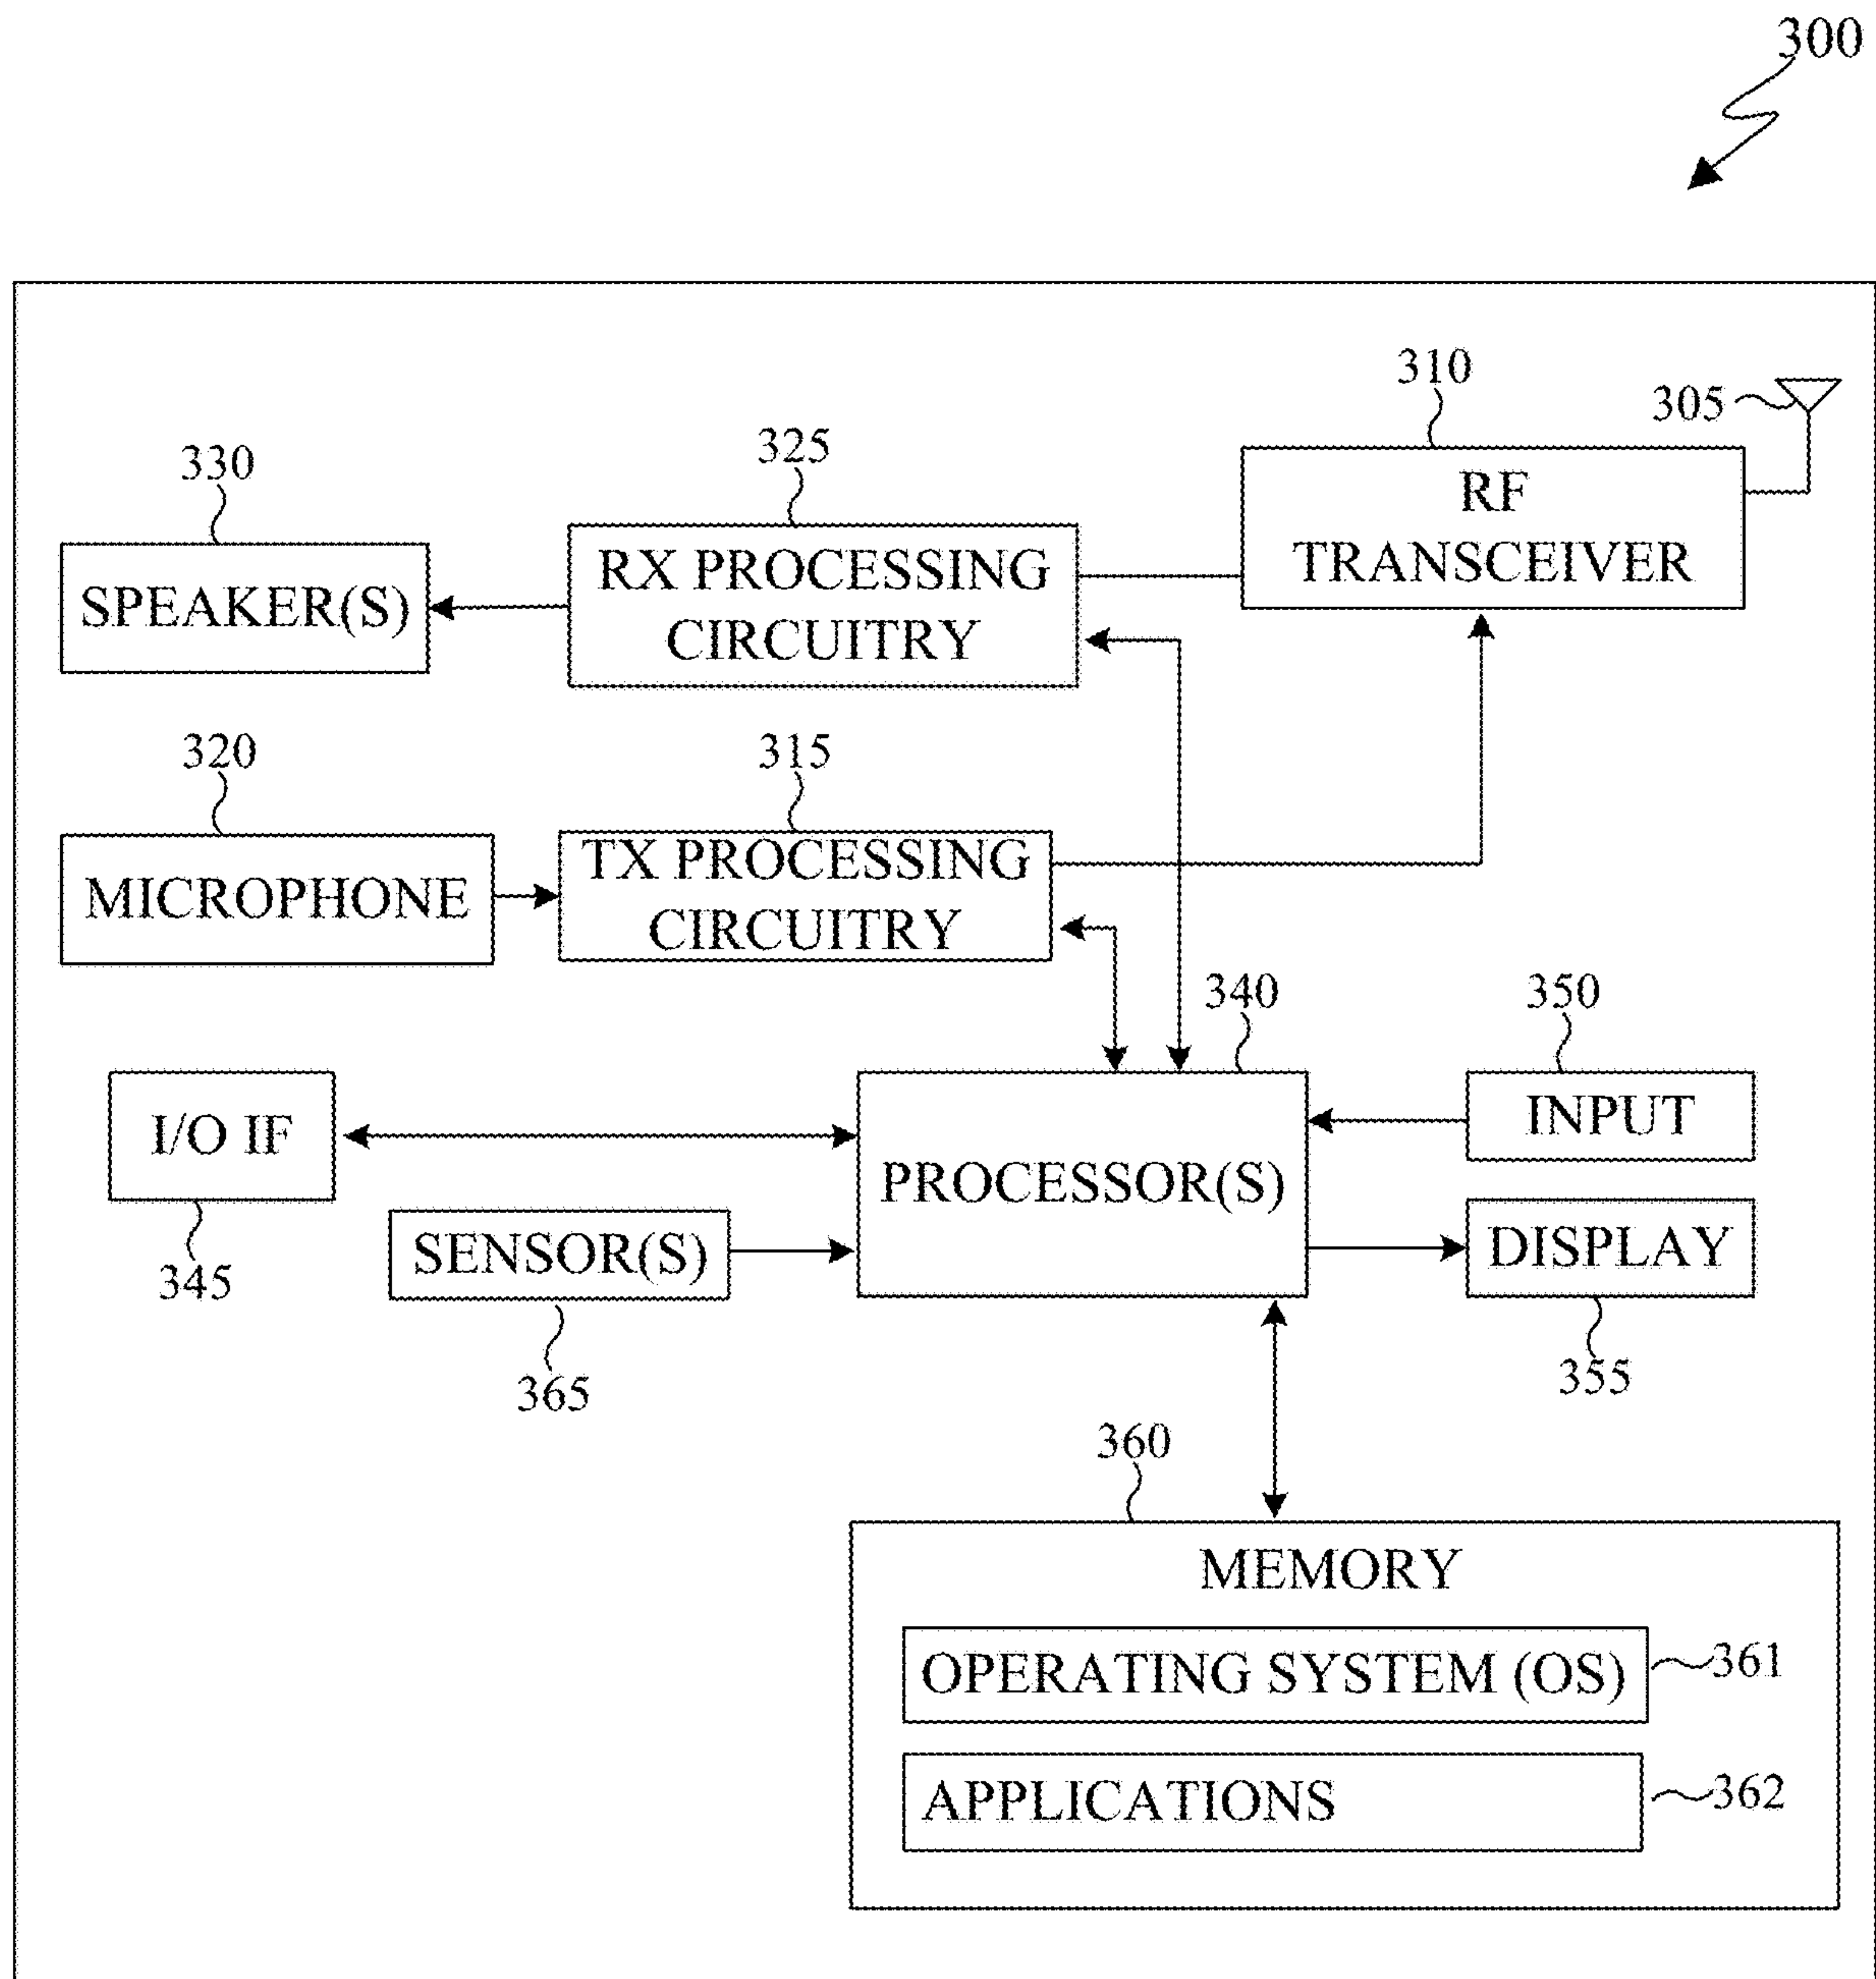 300
310
305
325
330
RF
TRANSCEIVER
RX PROCESSING
CIRCUITRY
SPEAKER(S)
320
315
MICROPHONE
TX PROCESSING
CIRCUITRY
340
350
I/O IF
INPUT
PROCESSOR(S)
SENSOR(S)
DISPLAY
345
365
355
360
MEMORY
OPERATING SYSTEM (OS)
361
APPLICATIONS
362